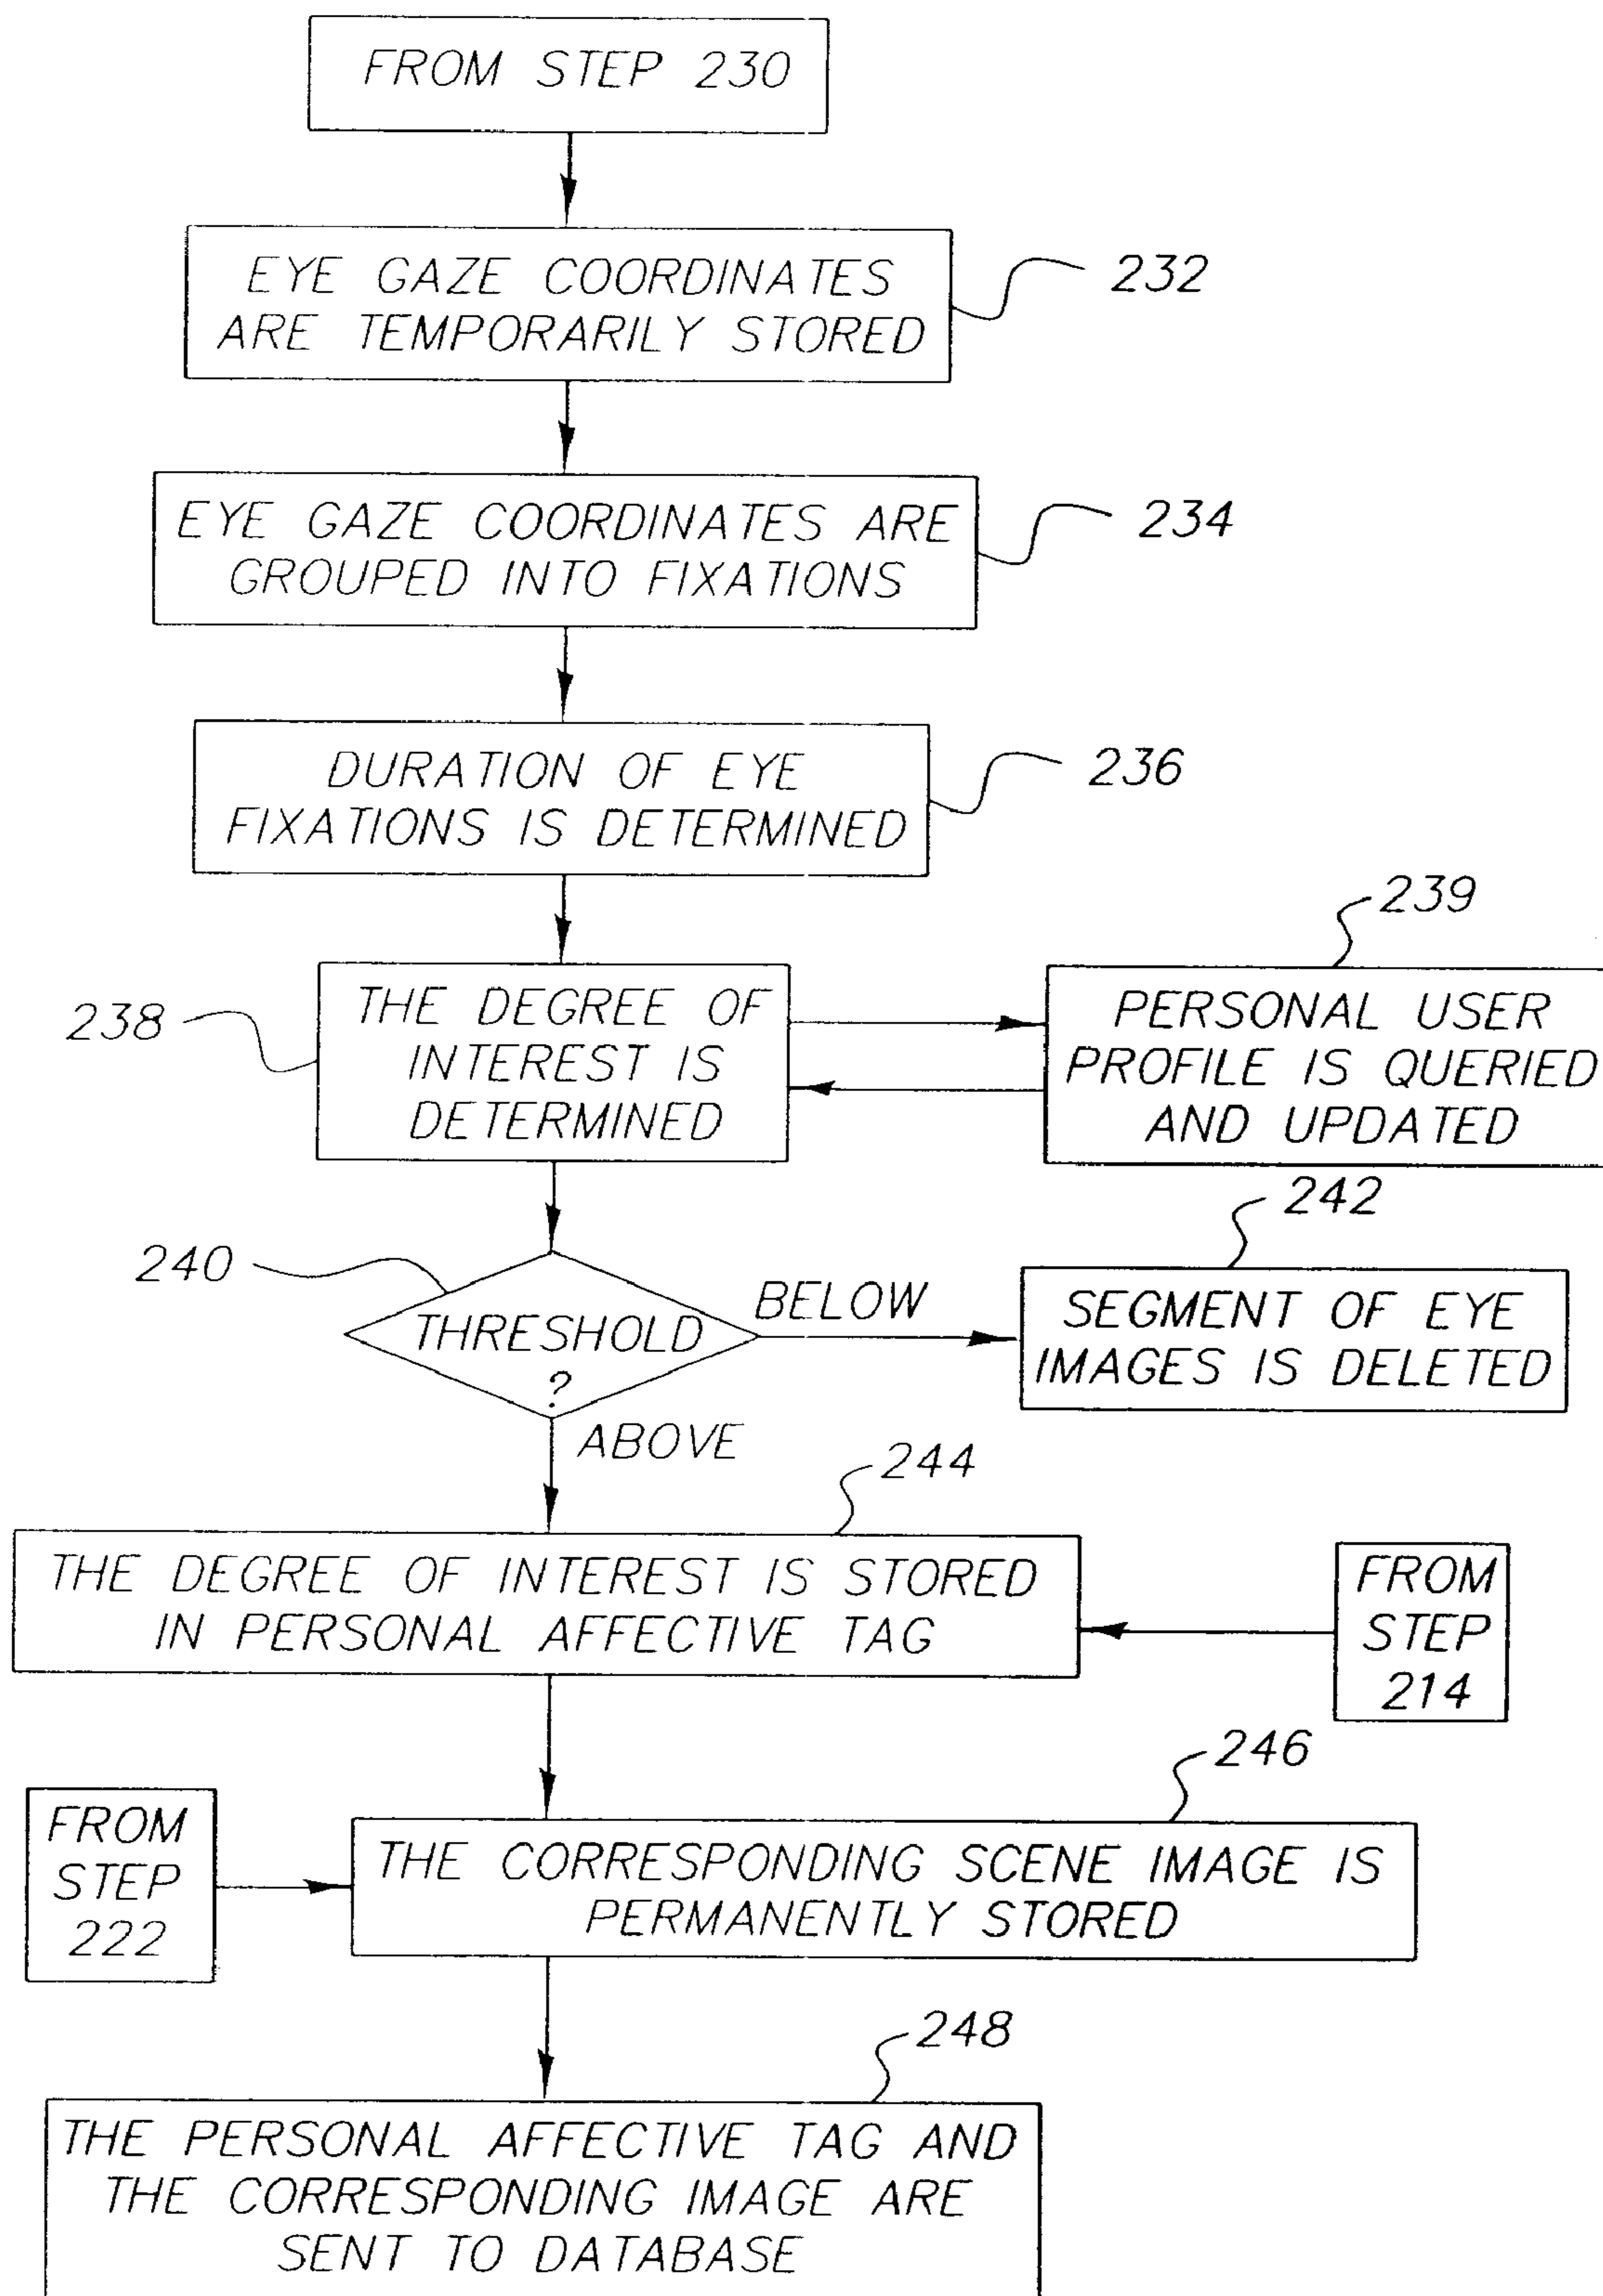 FROM STEP 230
EYE GAZE COORDINATES
ARE TEMPORARILY STORED
232
EYE GAZE COORDINATES ARE
GROUPED INTO FIXATIONS
234
DURATION OF EYE
FIXATIONS IS DETERMINED
236
238
THE DEGREE OF
INTEREST IS
DETERMINED
239
PERSONAL USER
PROFILE IS QUERIED
AND UPDATED
240
THRESHOLD
?
BELOW
242
SEGMENT OF EYE
IMAGES IS DELETED
ABOVE
244
THE DEGREE OF INTEREST IS STORED
IN PERSONAL AFFECTIVE TAG
FROM
STEP
214
246
FROM
STEP
222
THE CORRESPONDING SCENE IMAGE IS
PERMANENTLY STORED
248
THE PERSONAL AFFECTIVE TAG AND
THE CORRESPONDING IMAGE ARE
SENT TO DATABASE